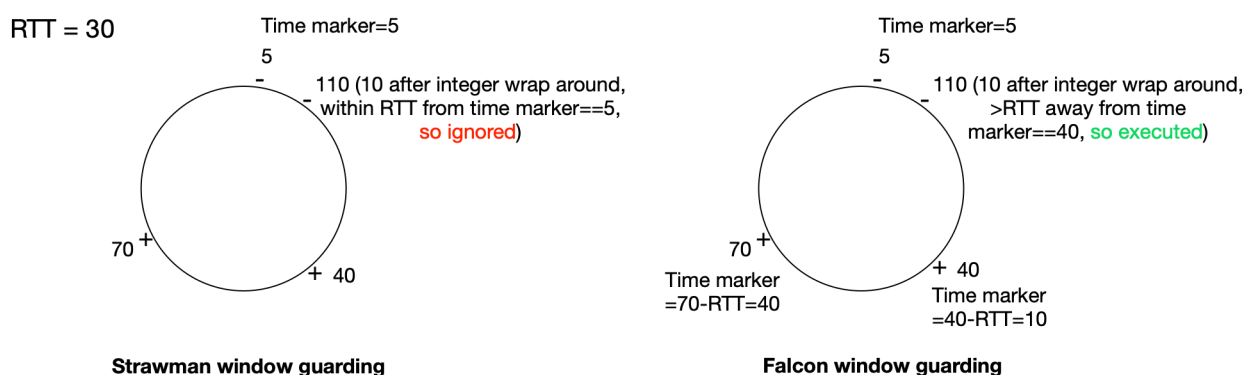 RTT = 30
Time marker=5
5
-
-
110 (10 after integer wrap around,
within RTT from time marker==5,
so ignored)
70 +
+ 40
Strawman window guarding
Time marker=5
5
-
-
110 (10 after integer wrap around,
>RTT away from time
marker==40, so executed)
70 +
Time marker
=70-RTT=40
+ 40
Time marker
=40-RTT=10
Falcon window guarding